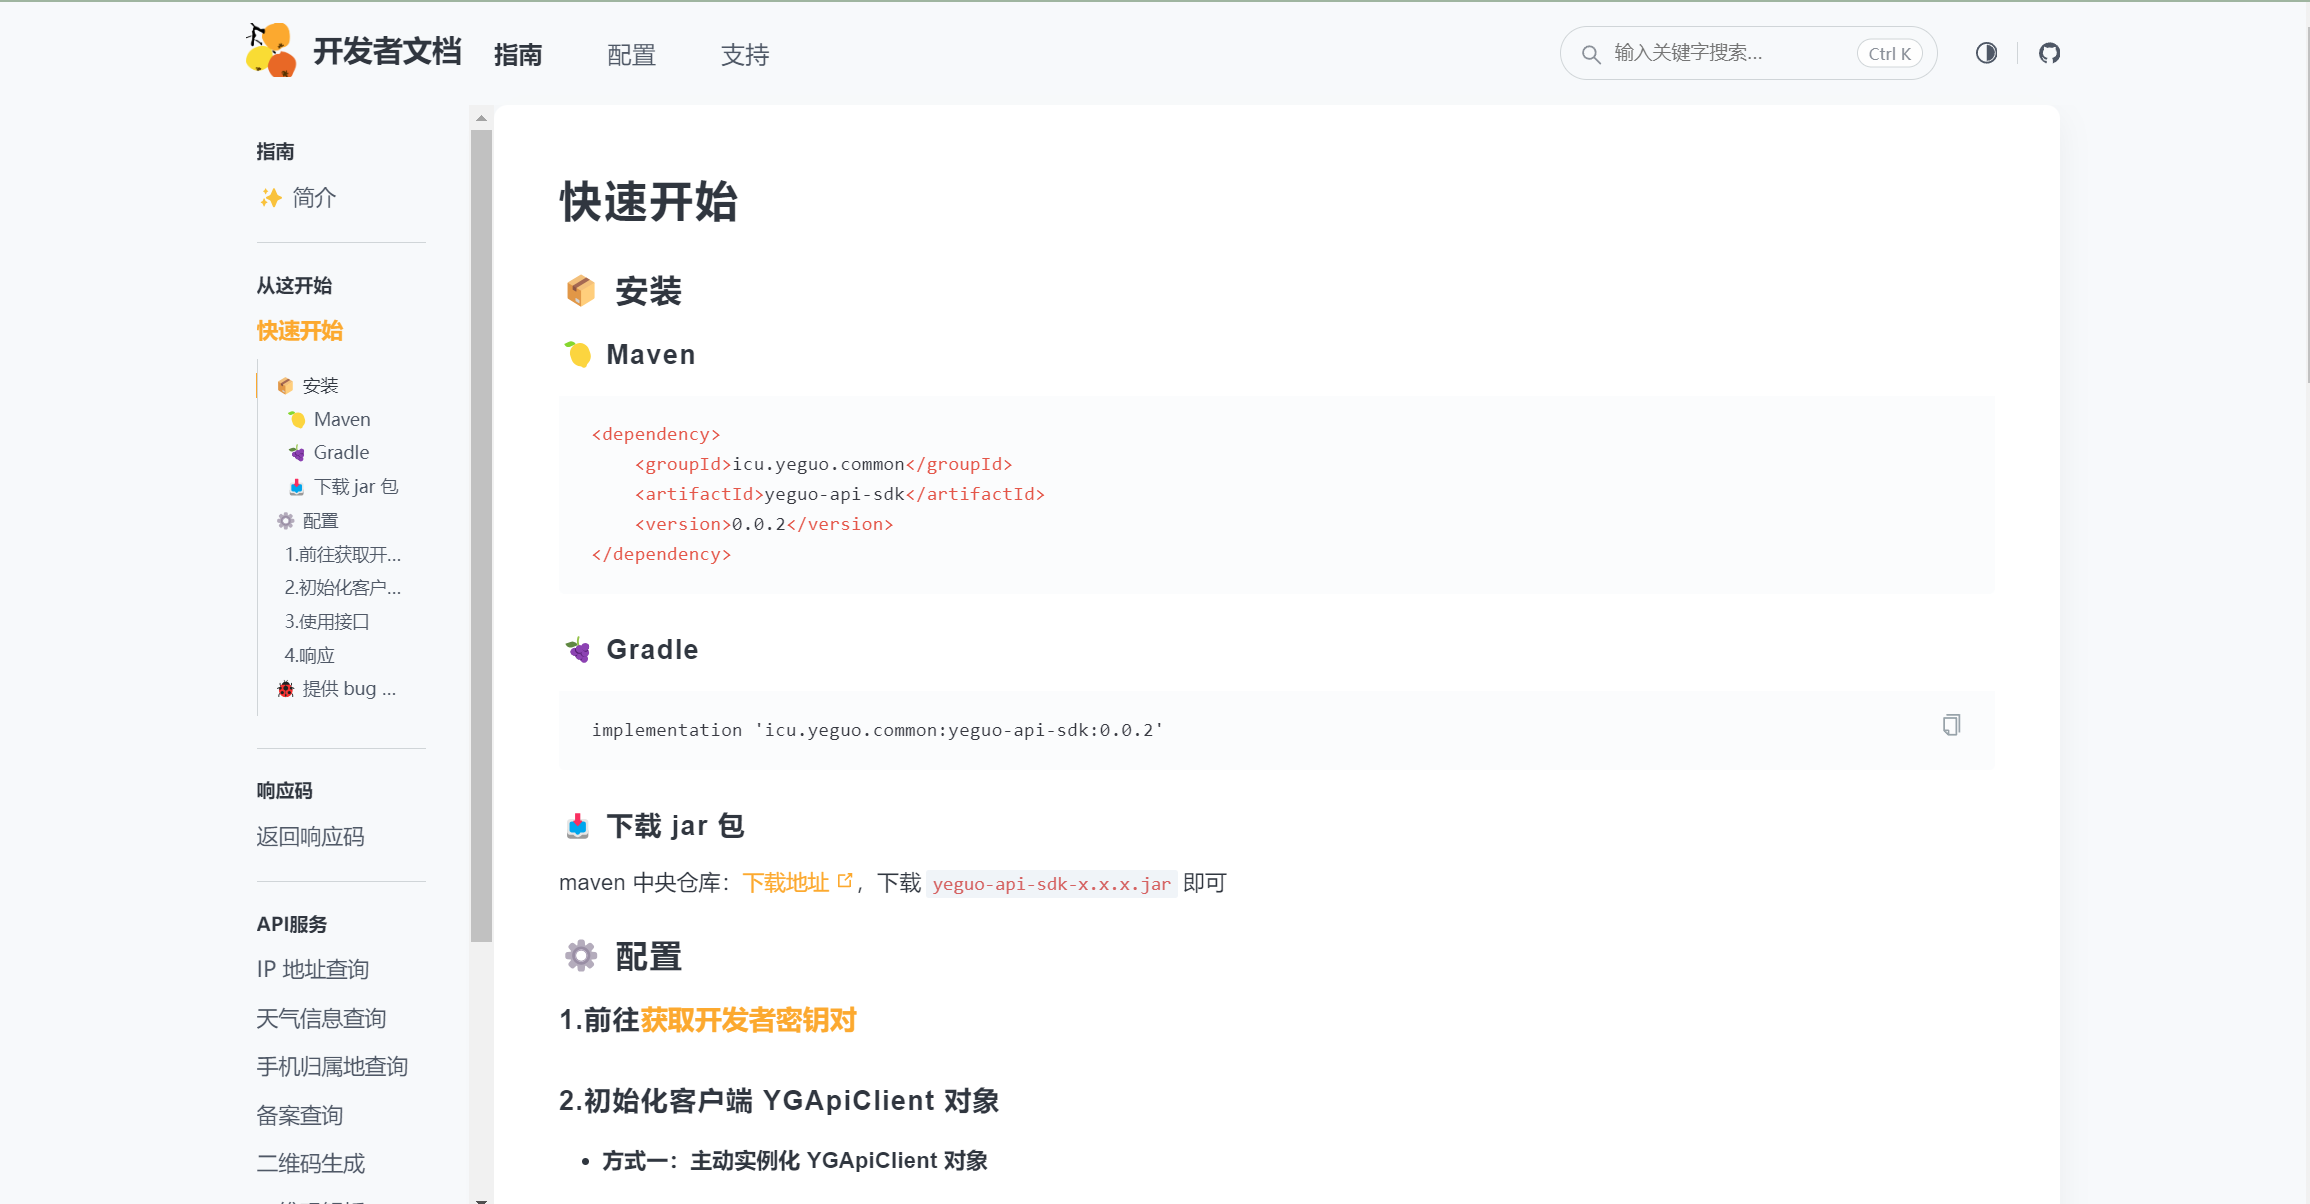 开发者文档
指南
配置
支持
输入关键字搜索...
Ctrl K
指南
简介
从这开始
快速开始
安装
Maven
Gradle
下载 jar 包
配置
1.前往获取开...
2.初始化客户...
3.使用接口
4.响应
提供 bug ...
响应码
返回响应码
API服务
IP 地址查询
天气信息查询
手机归属地查询
备案查询
二维码生成
快速开始
安装
Maven
<dependency>
    <groupId>icu.yeguo.common</groupId>
    <artifactId>yeguo-api-sdk</artifactId>
    <version>0.0.2</version>
</dependency>
Gradle
implementation 'icu.yeguo.common:yeguo-api-sdk:0.0.2'
下载 jar 包
maven 中央仓库：下载地址，下载 yeguo-api-sdk-x.x.x.jar 即可
配置
1.前往获取开发者密钥对
2.初始化客户端 YGApiClient 对象
• 方式一：主动实例化 YGApiClient 对象